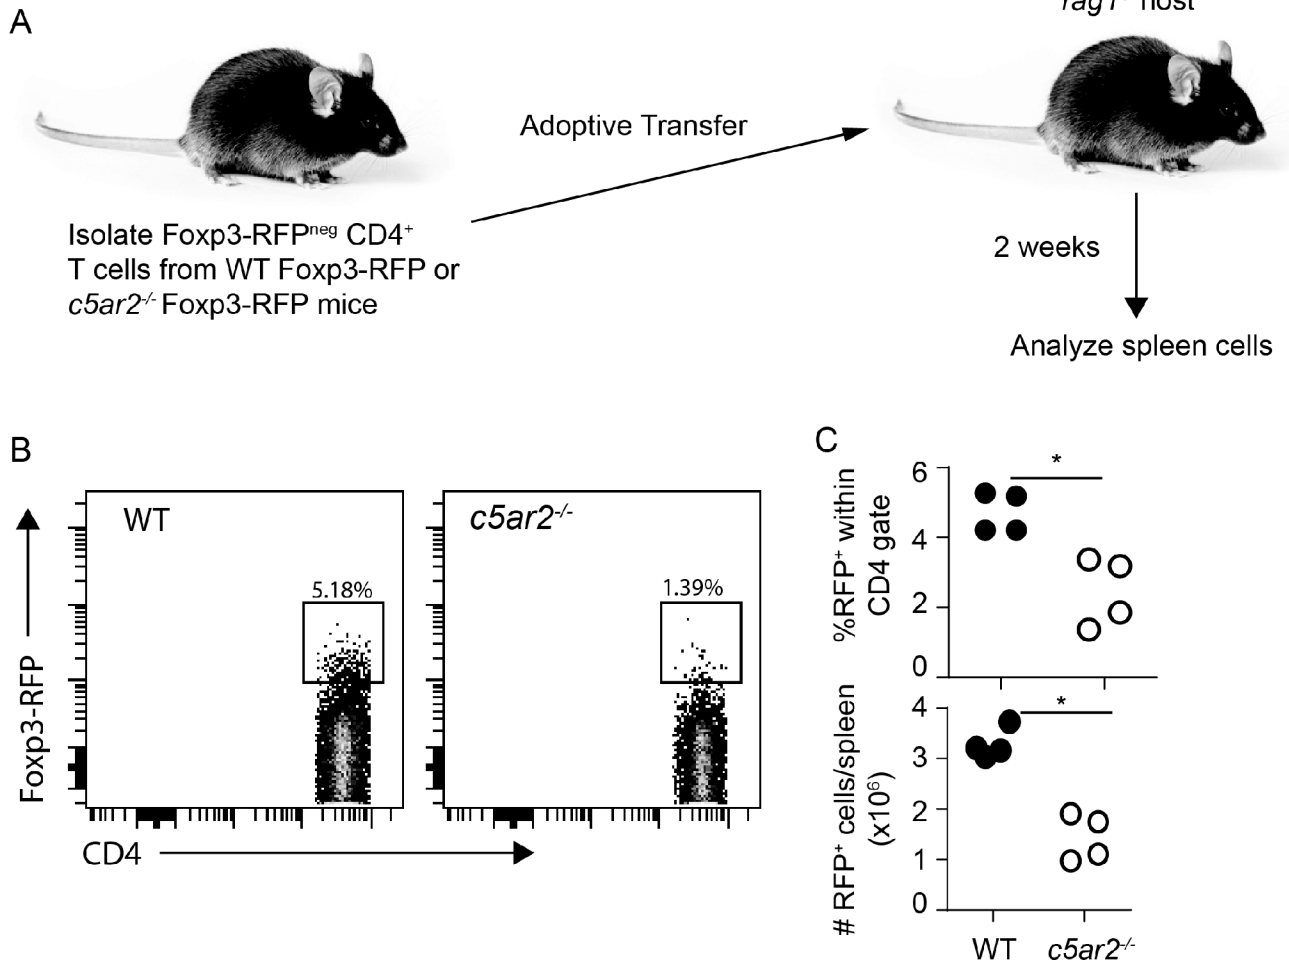 A
rag1-/- host
Adoptive Transfer
Isolate Foxp3-RFPneg CD4+
T cells from WT Foxp3-RFP or
c5ar2-/- Foxp3-RFP mice
2 weeks
Analyze spleen cells
B
WT
5.18%
c5ar2-/-
1.39%
Foxp3-RFP
CD4
C
%RFP+ within
CD4 gate
6
4
2
0
*
# RFP+ cells/spleen
(x106)
4
3
2
1
0
*
WT
c5ar2-/-